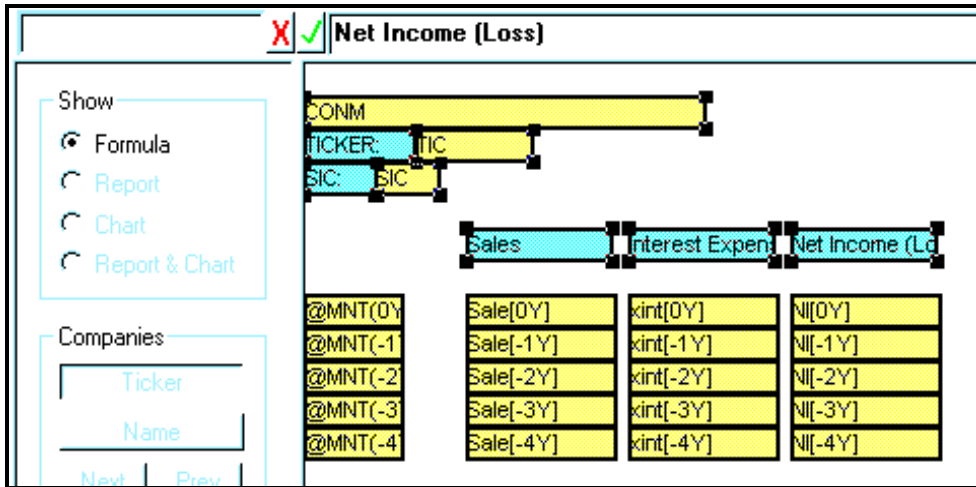 Net Income (Loss)
Show
Formula
Report
Chart
Report & Chart
Companies
Ticker
Name
Next Prev
CONM
TICKER: TIC
SIC: SIC
Sales Interest Expens Net Income (Lo
@MNT(0Y Sale[0Y] xint[0Y] NI[0Y]
@MNT(-1Y Sale[-1Y] xint[-1Y] NI[-1Y]
@MNT(-2 Sale[-2Y] xint[-2Y] NI[-2Y]
@MNT(-3 Sale[-3Y] xint[-3Y] NI[-3Y]
@MNT(-4 Sale[-4Y] xint[-4Y] NI[-4Y]